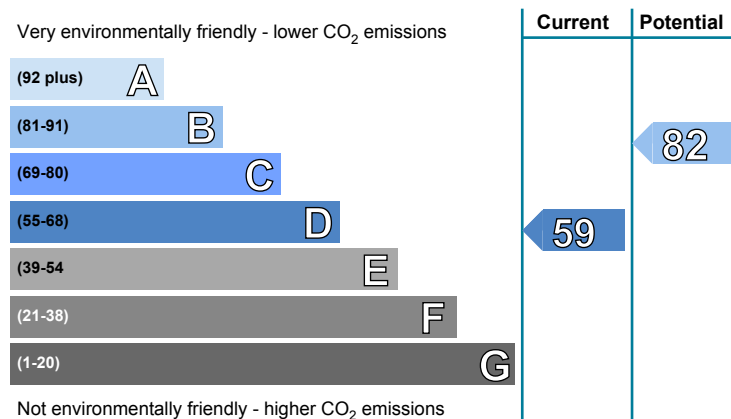 Very environmentally friendly - lower CO₂ emissions
Current
Potential
(92 plus) A
(81-91) B
(69-80) C
(55-68) D
(39-54 E
(21-38) F
(1-20) G
82
59
Not environmentally friendly - higher CO₂ emissions